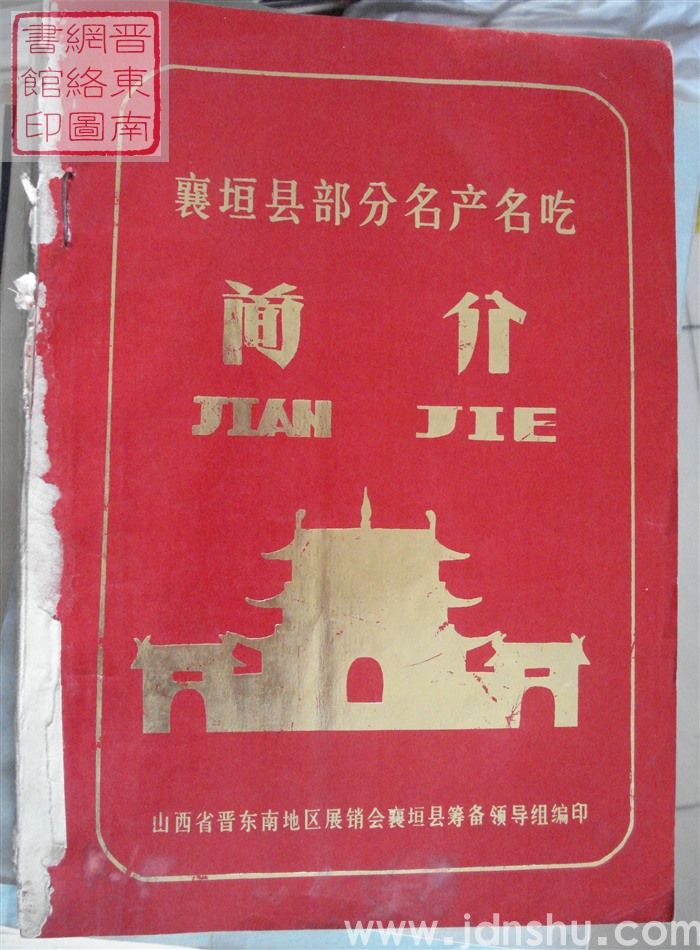 晋東南
網絡圖
書館印
襄垣县部分名产名吃
简介
JIAN JIE
山西省晋东南地区展销会襄垣县筹备领导组编印
www.jdnshu.com